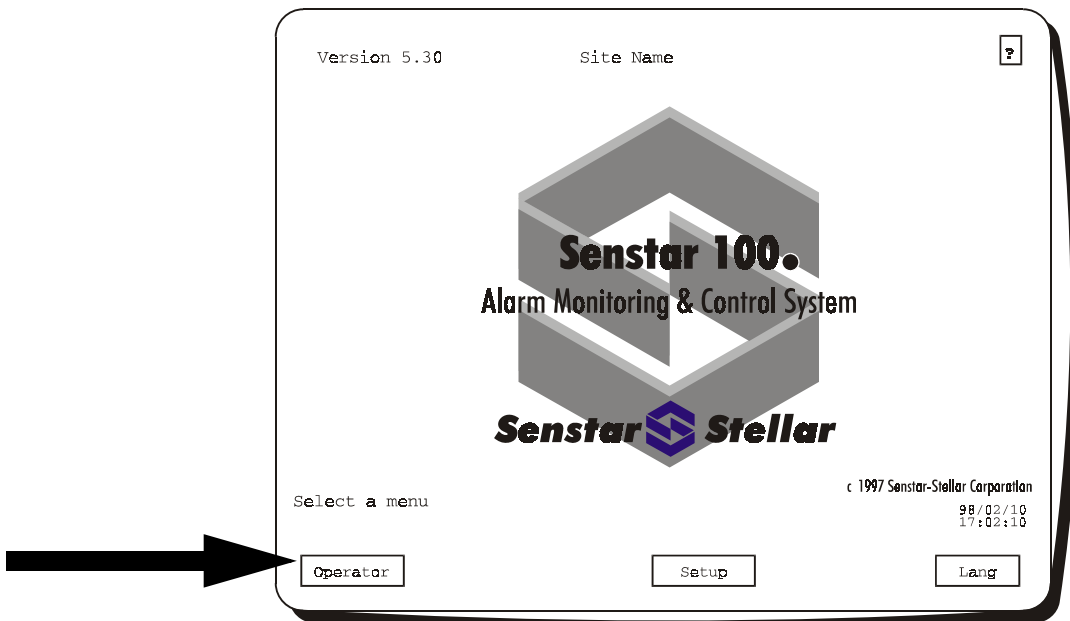 Version 5.30 Site Name ?
Senstar 100.
Alarm Monitoring & Control System
Senstar Stellar
c 1997 Senstar-Stellar Corporation
Select a menu
98/02/10
17:02:10
Operator Setup Lang